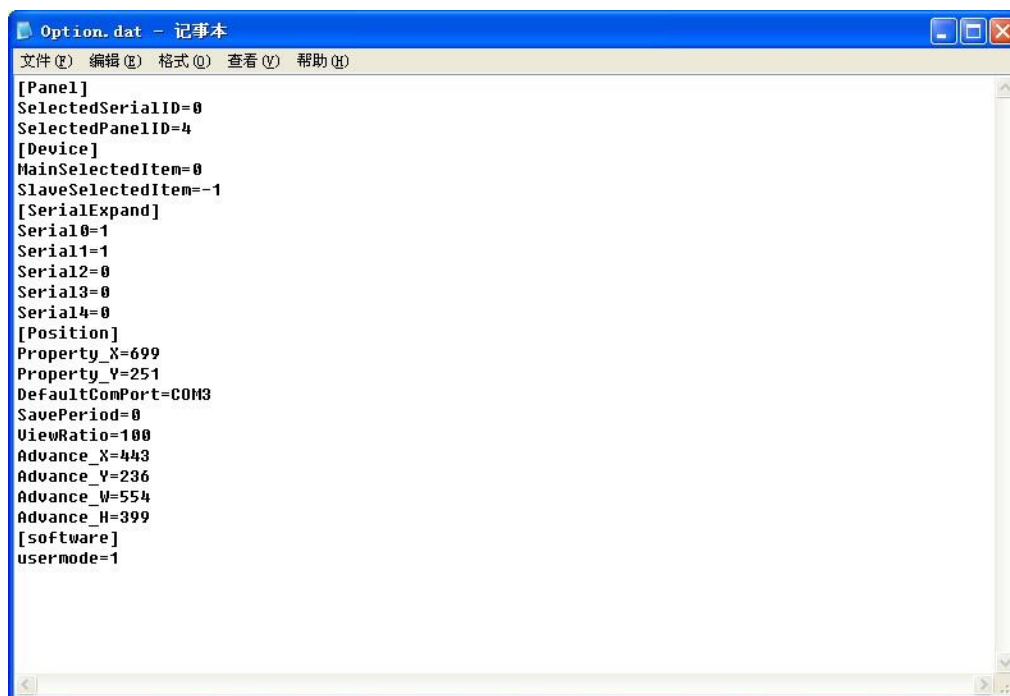 Option.dat - 记事本
文件(F) 编辑(E) 格式(O) 查看(V) 帮助(H)
[Panel]
SelectedSerialID=0
SelectedPanelID=4
[Device]
MainSelectedItem=0
SlaveSelectedItem=-1
[SerialExpand]
Serial0=1
Serial1=1
Serial2=0
Serial3=0
Serial4=0
[Position]
Property_X=699
Property_Y=251
DefaultComPort=COM3
SavePeriod=0
ViewRatio=100
Advance_X=443
Advance_Y=236
Advance_W=554
Advance_H=399
[software]
usermode=1